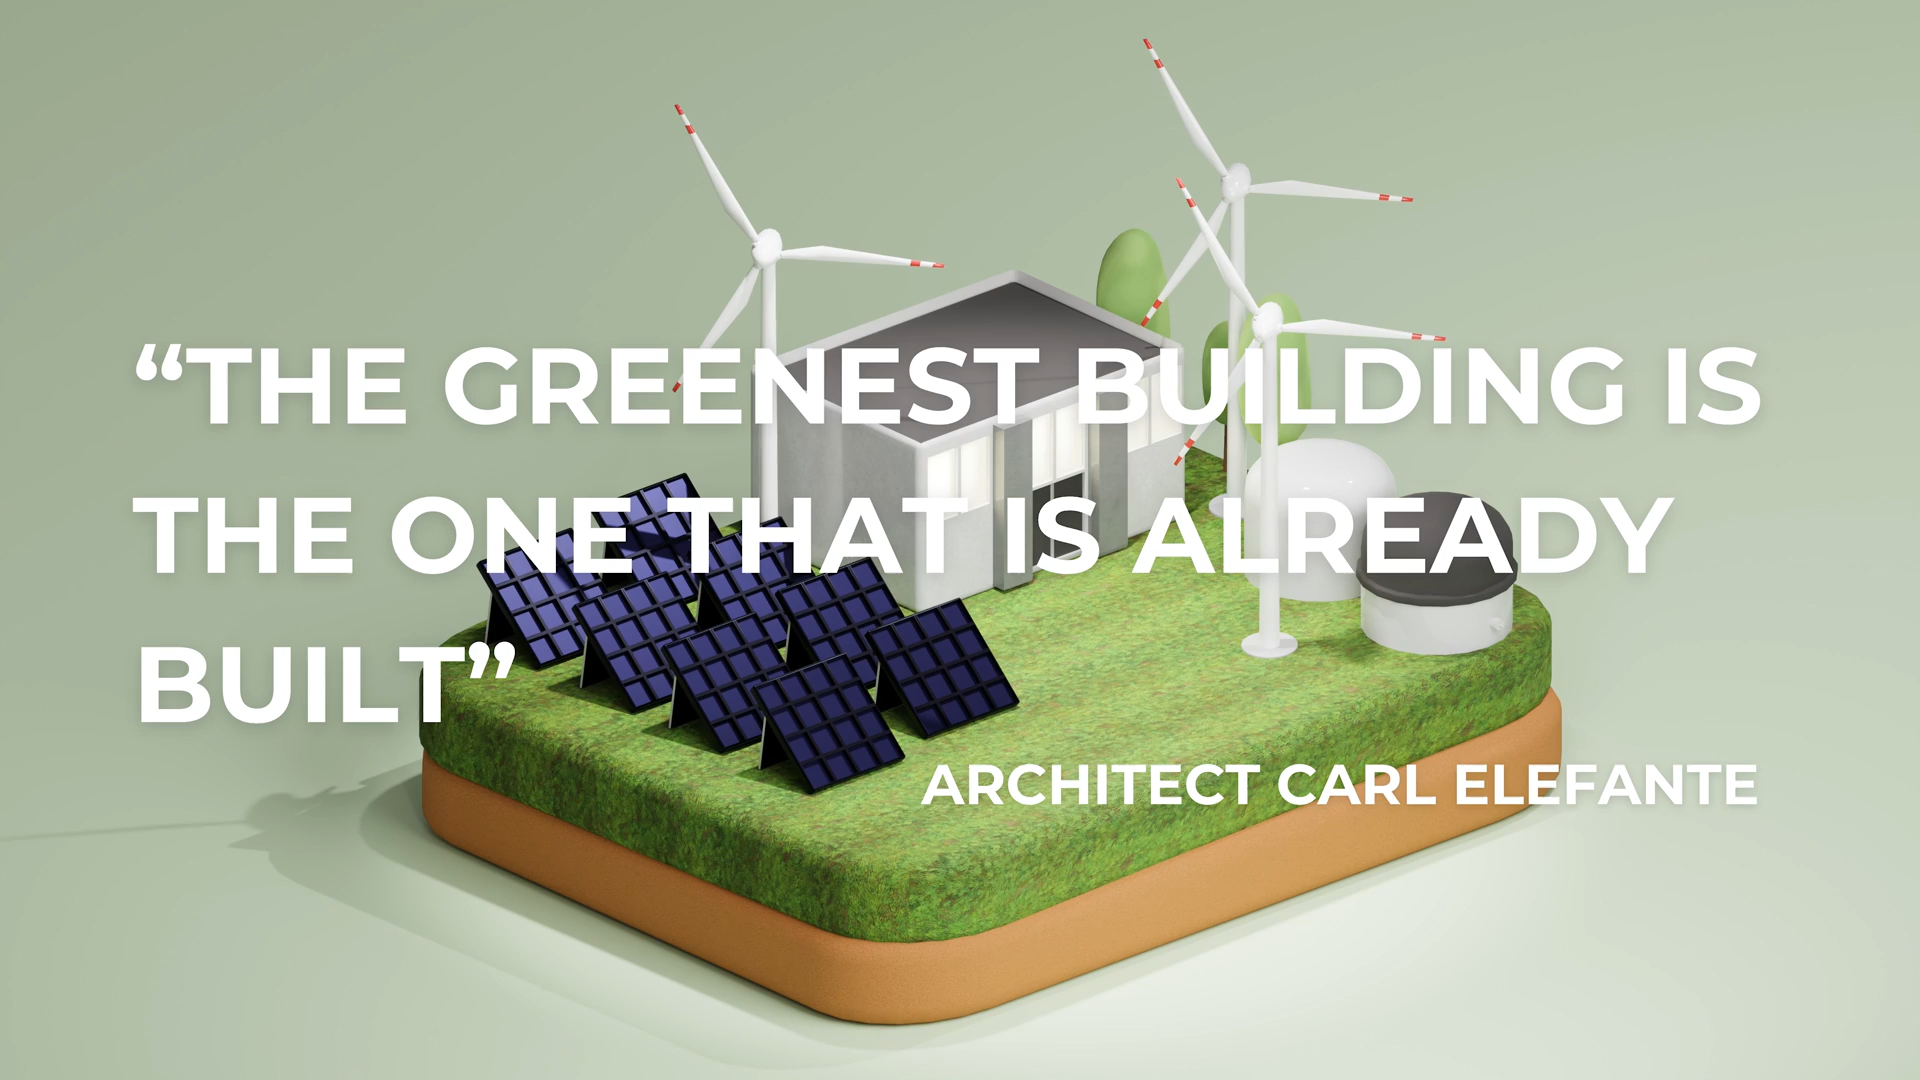 “THE GREENEST BUILDING IS
THE ONE THAT IS ALREADY
BUILT”
ARCHITECT CARL ELEFANTE